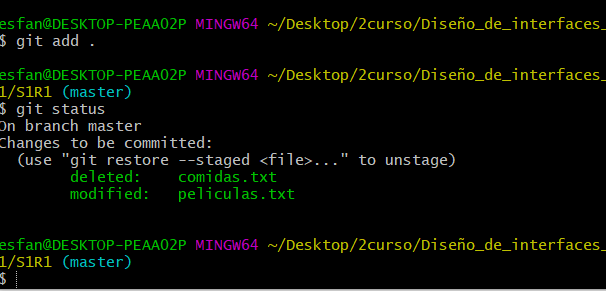 esfan@DESKTOP-PEAA02P MINGW64 ~/Desktop/2curso/Diseño_de_interfaces_
$ git add .
esfan@DESKTOP-PEAA02P MINGW64 ~/Desktop/2curso/Diseño_de_interfaces_
1/S1R1 (master)
$ git status
On branch master
Changes to be committed:
  (use "git restore --staged <file>..." to unstage)
        deleted:    comidas.txt
        modified:   peliculas.txt
esfan@DESKTOP-PEAA02P MINGW64 ~/Desktop/2curso/Diseño_de_interfaces_
1/S1R1 (master)
$